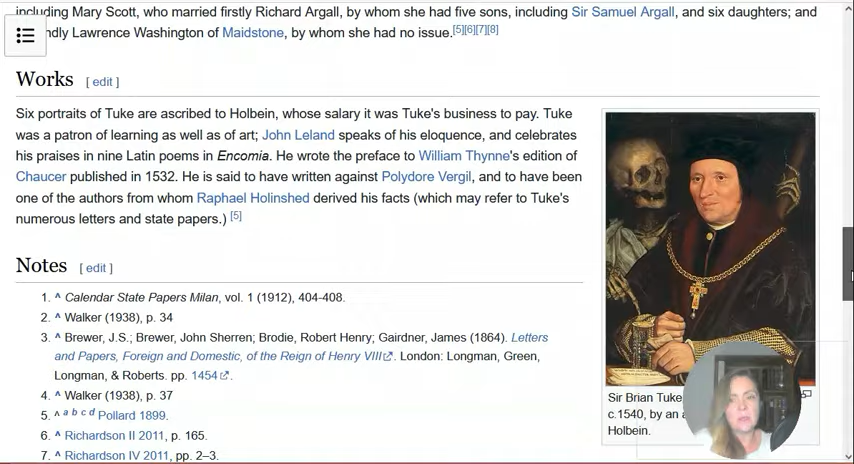 including Mary Scott, who married firstly Richard Argall, by whom she had five sons, including Sir Samuel Argall, and six daughters; and
ndly Lawrence Washington of Maidstone, by whom she had no issue.[5][6][7][8]
Works [ edit ]
Six portraits of Tuke are ascribed to Holbein, whose salary it was Tuke's business to pay. Tuke
was a patron of learning as well as of art; John Leland speaks of his eloquence, and celebrates
his praises in nine Latin poems in Encomia. He wrote the preface to William Thynne's edition of
Chaucer published in 1532. He is said to have written against Polydore Vergil, and to have been
one of the authors from whom Raphael Holinshed derived his facts (which may refer to Tuke's
numerous letters and state papers.) [5]
Notes [ edit ]
1. ^ Calendar State Papers Milan, vol. 1 (1912), 404-408.
2. ^ Walker (1938), p. 34
3. ^ Brewer, J.S.; Brewer, John Sherren; Brodie, Robert Henry; Gairdner, James (1864). Letters
and Papers, Foreign and Domestic, of the Reign of Henry VIII. London: Longman, Green,
Longman, & Roberts. pp. 1454.
4. ^ Walker (1938), p. 37
5. ^ a b c d Pollard 1899.
6. ^ Richardson II 2011, p. 165.
7. ^ Richardson IV 2011, pp. 2–3.
Sir Brian Tuke
c.1540, by an a
Holbein.